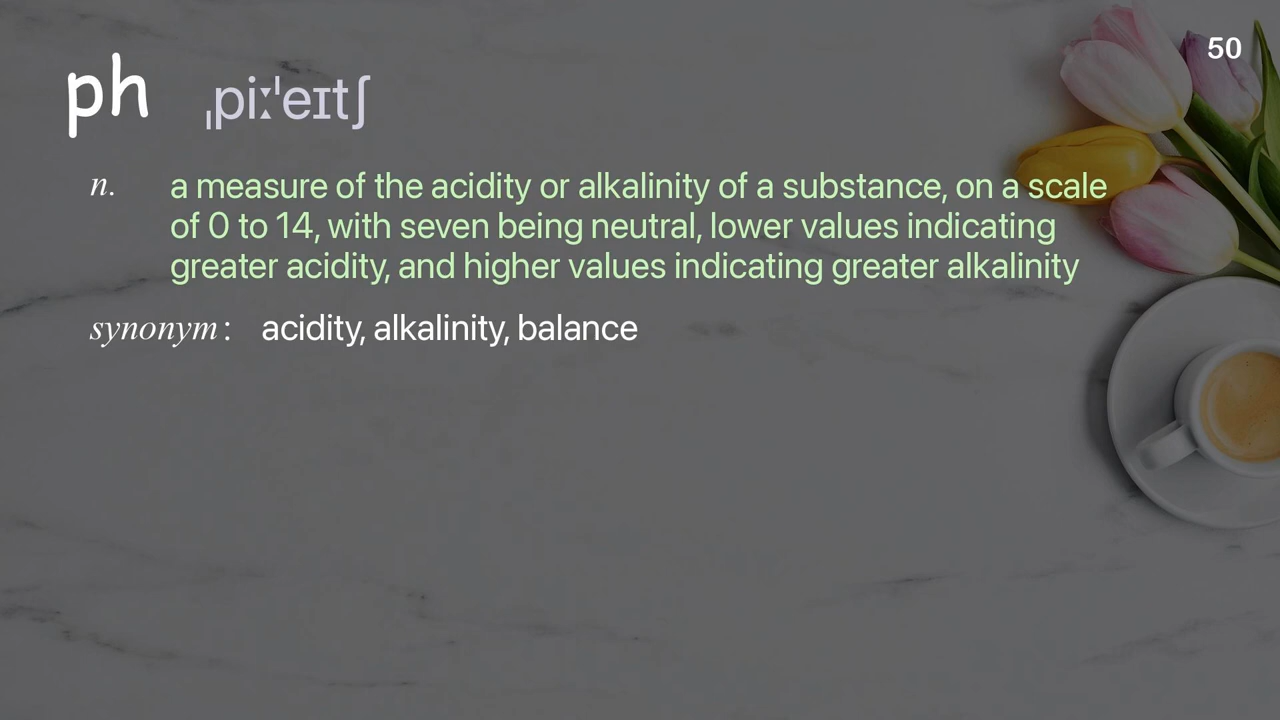 50
ph ˌpiːˈeɪtʃ
n. a measure of the acidity or alkalinity of a substance, on a scale
of 0 to 14, with seven being neutral, lower values indicating
greater acidity, and higher values indicating greater alkalinity
synonym: acidity, alkalinity, balance